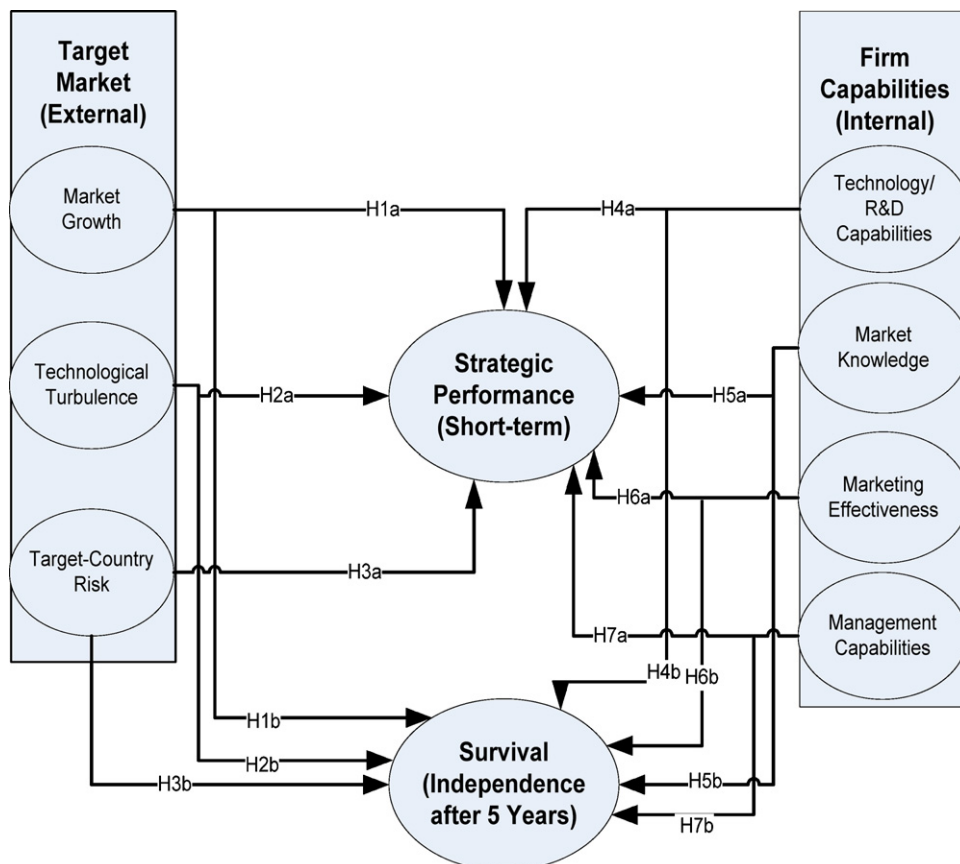 Target
Market
(External)
Market
Growth
Technological
Turbulence
Target-Country
Risk
H1a
H2a
H3a
H1b
H2b
H3b
Strategic
Performance
(Short-term)
Survival
(Independence
after 5 Years)
H4a
H5a
H6a
H7a
H4b
H6b
H5b
H7b
Firm
Capabilities
(Internal)
Technology/
R&D
Capabilities
Market
Knowledge
Marketing
Effectiveness
Management
Capabilities